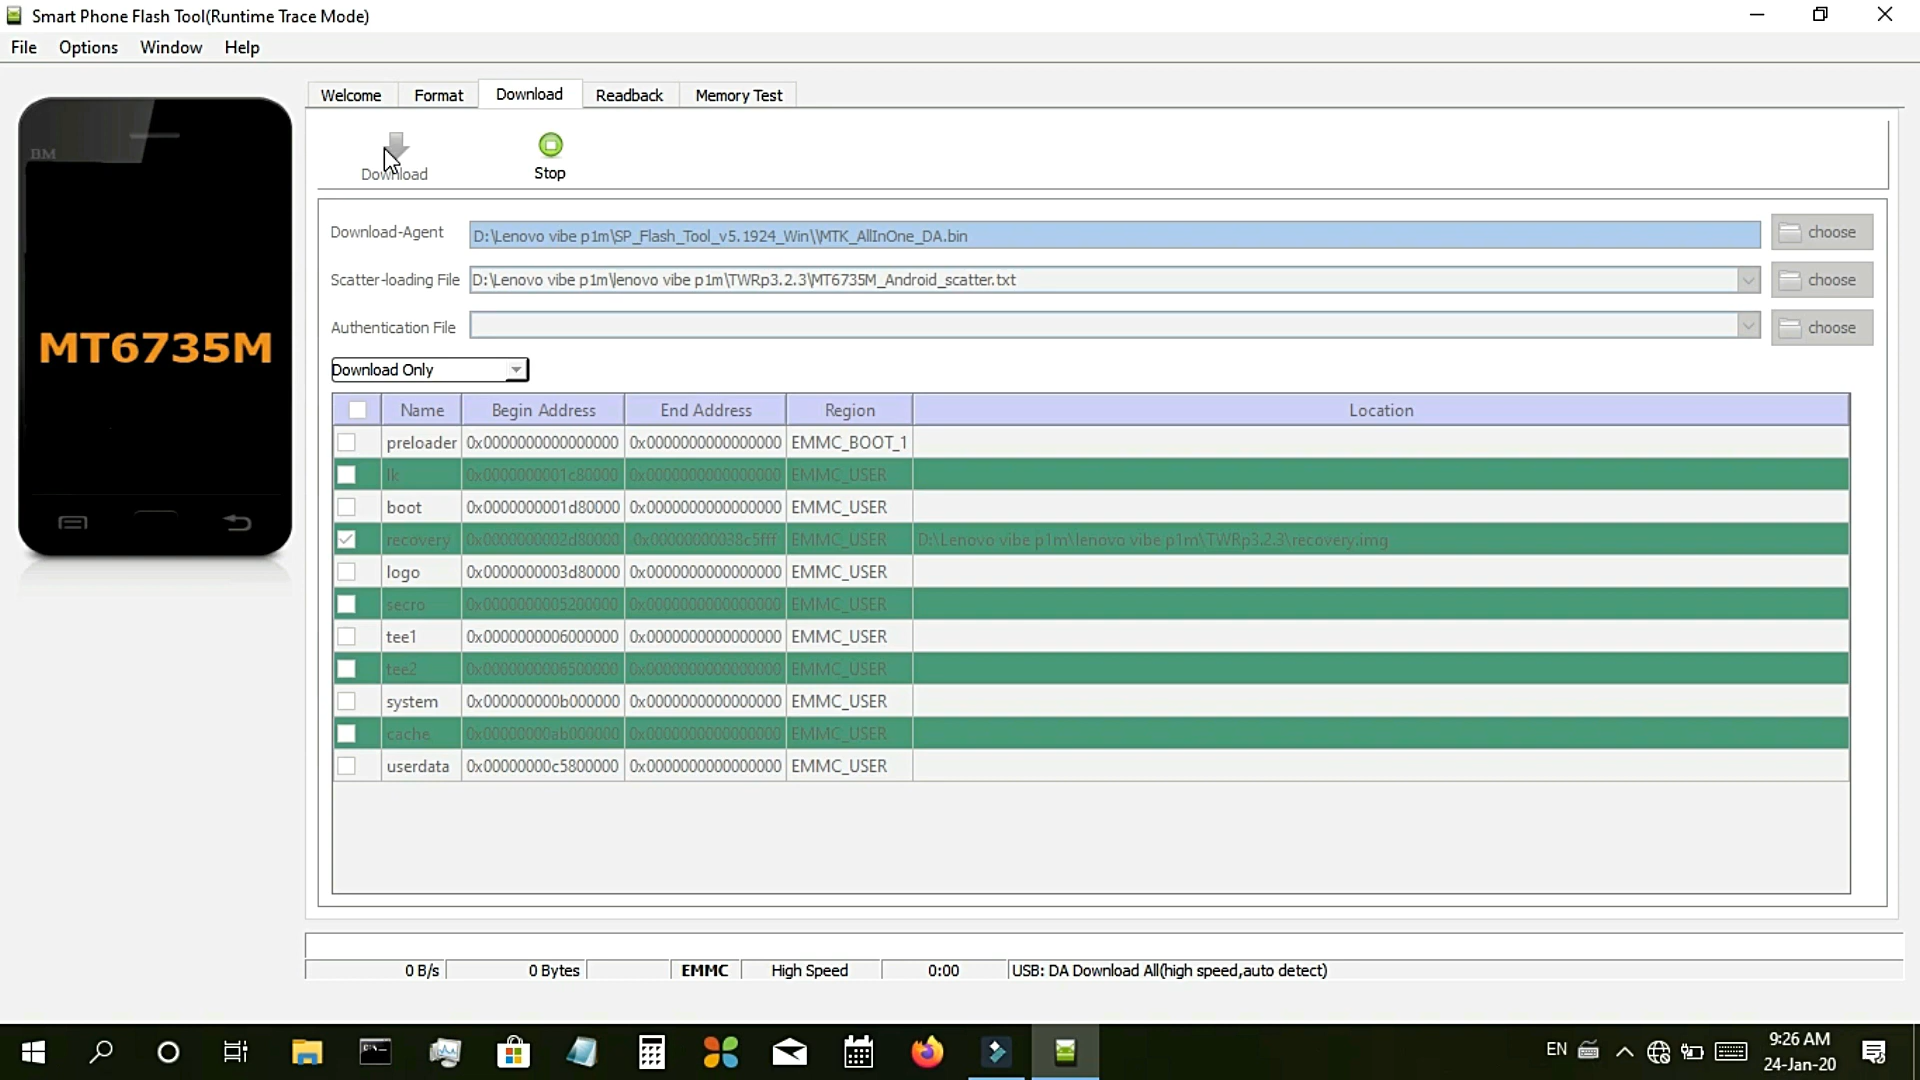 Smart Phone Flash Tool(Runtime Trace Mode)
File Options Window Help
Welcome Format Download Readback Memory Test
BM
Download Stop
Download-Agent D:\Lenovo vibe p1m\SP_Flash_Tool_v5.1924_Win\\MTK_AllInOne_DA.bin choose
Scatter-loading File D:\Lenovo vibe p1m\lenovo vibe p1m\TWRp3.2.3\MT6735M_Android_scatter.txt choose
Authentication File choose
MT6735M
Download Only
Name Begin Address End Address Region Location
preloader 0x0000000000000000 0x0000000000000000 EMMC_BOOT_1
lk 0x0000000001c80000 0x0000000000000000 EMMC_USER
boot 0x0000000001d80000 0x0000000000000000 EMMC_USER
recovery 0x0000000002d80000 0x00000000038c5fff EMMC_USER D:\Lenovo vibe p1m\lenovo vibe p1m\TWRp3.2.3\recovery.img
logo 0x0000000003d80000 0x0000000000000000 EMMC_USER
secro 0x0000000005200000 0x0000000000000000 EMMC_USER
tee1 0x0000000006000000 0x0000000000000000 EMMC_USER
tee2 0x0000000006500000 0x0000000000000000 EMMC_USER
system 0x000000000b000000 0x0000000000000000 EMMC_USER
cache 0x00000000ab000000 0x0000000000000000 EMMC_USER
userdata 0x00000000c5800000 0x0000000000000000 EMMC_USER
0 B/s 0 Bytes EMMC High Speed 0:00 USB: DA Download All(high speed,auto detect)
EN 9:26 AM
24-Jan-20